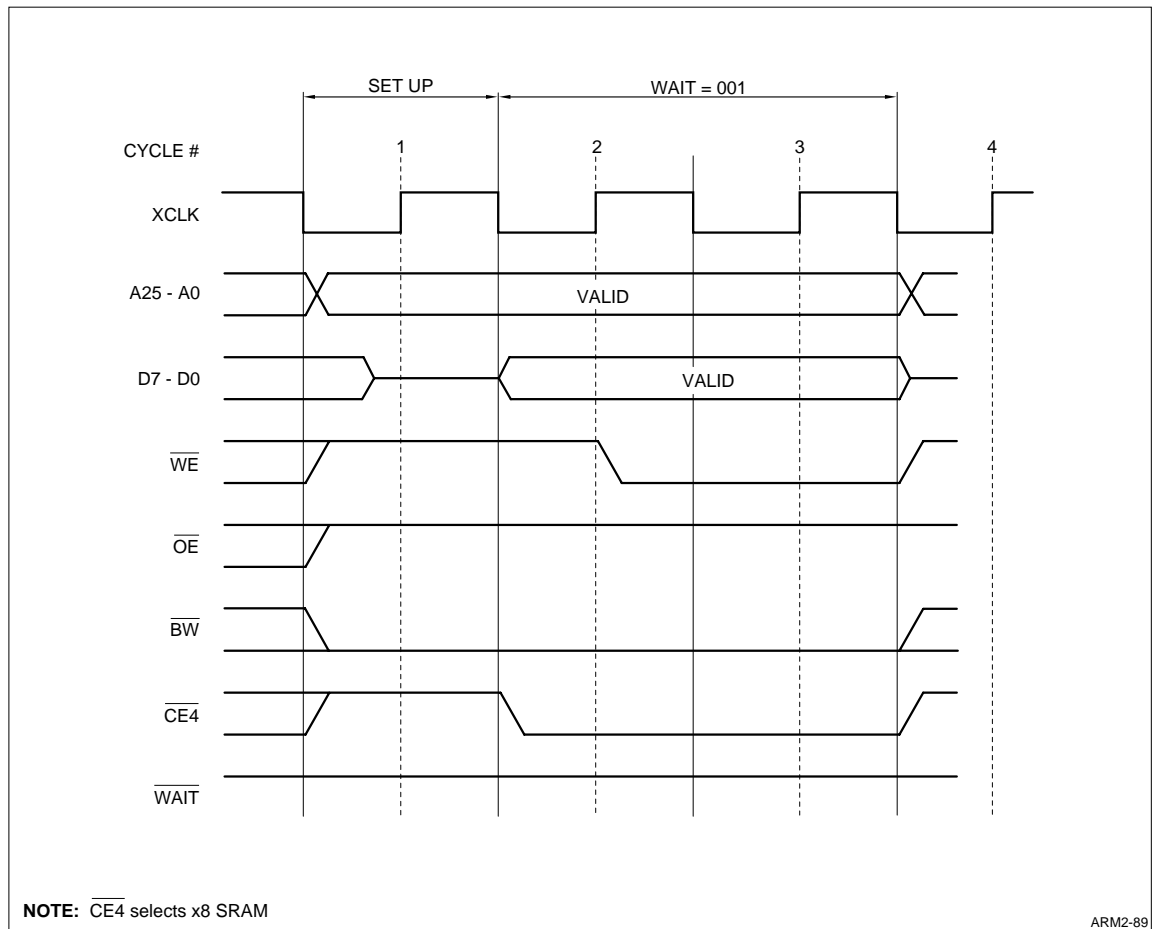 SET UP
WAIT = 001
CYCLE #
1
2
3
4
XCLK
A25 - A0
VALID
D7 - D0
VALID
WE
OE
BW
CE4
WAIT
NOTE: CE4 selects x8 SRAM
ARM2-89